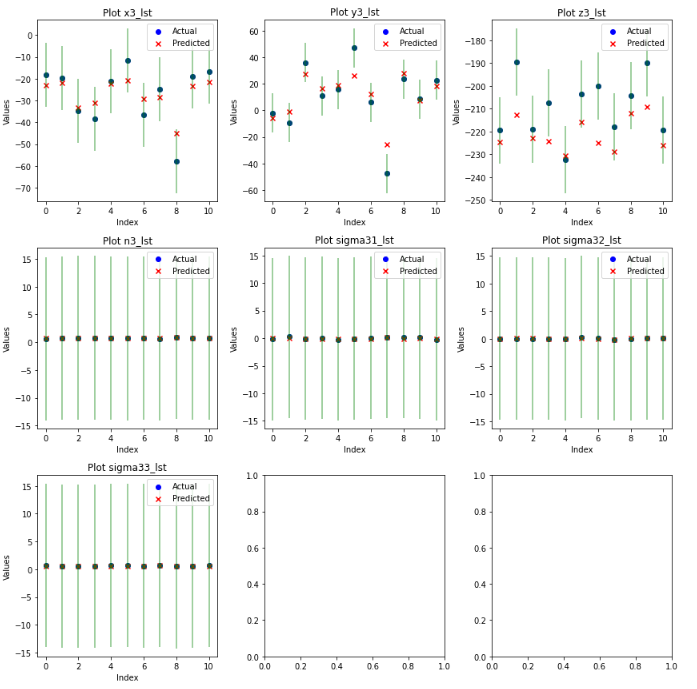 Plot x3_lst
Plot y3_lst
Plot z3_lst
Values
0
−10
−20
−30
−40
−50
−60
−70
Actual
Predicted
0 2 4 6 8 10
Index
Values
60
40
20
0
−20
−40
−60
Actual
Predicted
0 2 4 6 8 10
Index
Values
−180
−190
−200
−210
−220
−230
−240
−250
Actual
Predicted
0 2 4 6 8 10
Index
Plot n3_lst
Plot sigma31_lst
Plot sigma32_lst
Values
15
10
5
0
−5
−10
−15
Actual
Predicted
0 2 4 6 8 10
Index
Values
15
10
5
0
−5
−10
−15
Actual
Predicted
0 2 4 6 8 10
Index
Values
15
10
5
0
−5
−10
−15
Actual
Predicted
0 2 4 6 8 10
Index
Plot sigma33_lst
Values
15
10
5
0
−5
−10
−15
Actual
Predicted
0 2 4 6 8 10
Index
1.0
0.8
0.6
0.4
0.2
0.0
0.0 0.2 0.4 0.6 0.8 1.0
1.0
0.8
0.6
0.4
0.2
0.0
0.0 0.2 0.4 0.6 0.8 1.0